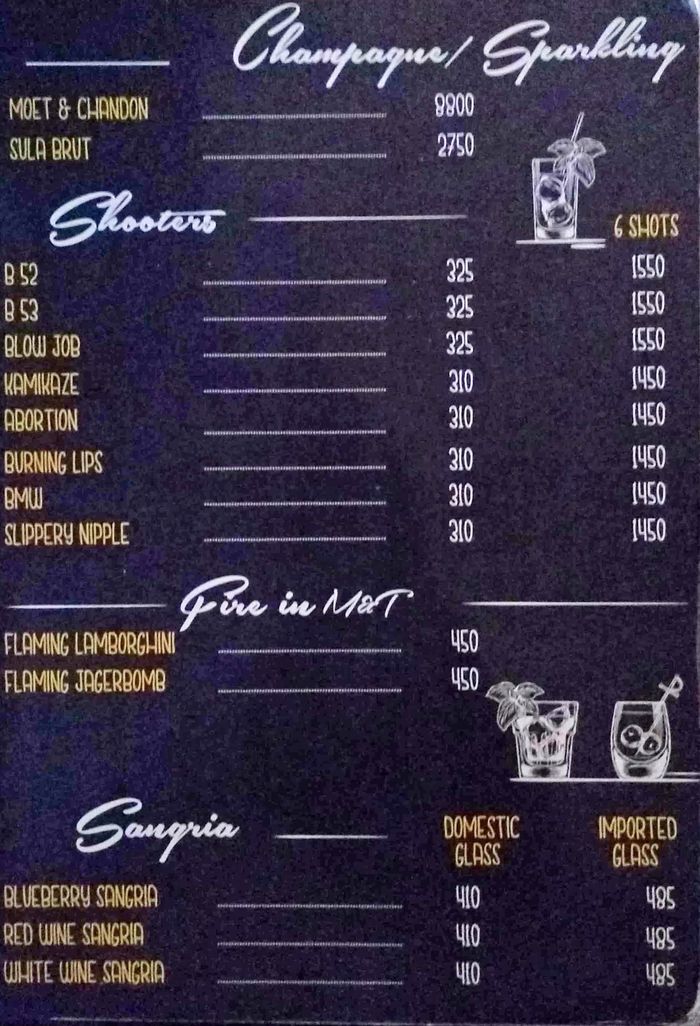 Champagne/ Sparkling
MOET & CHANDON 8800
SULA BRUT 2750
Shooters 6 SHOTS
B 52 325 1550
B 53 325 1550
BLOW JOB 325 1550
KAMIKAZE 310 1450
ABORTION 310 1450
BURNING LIPS 310 1450
BMW 310 1450
SLIPPERY NIPPLE 310 1450
Fire in M&T
FLAMING LAMBORGHINI 450
FLAMING JAGERBOMB 450
Sangria DOMESTIC GLASS IMPORTED GLASS
BLUEBERRY SANGRIA 410 485
RED WINE SANGRIA 410 485
WHITE WINE SANGRIA 410 485